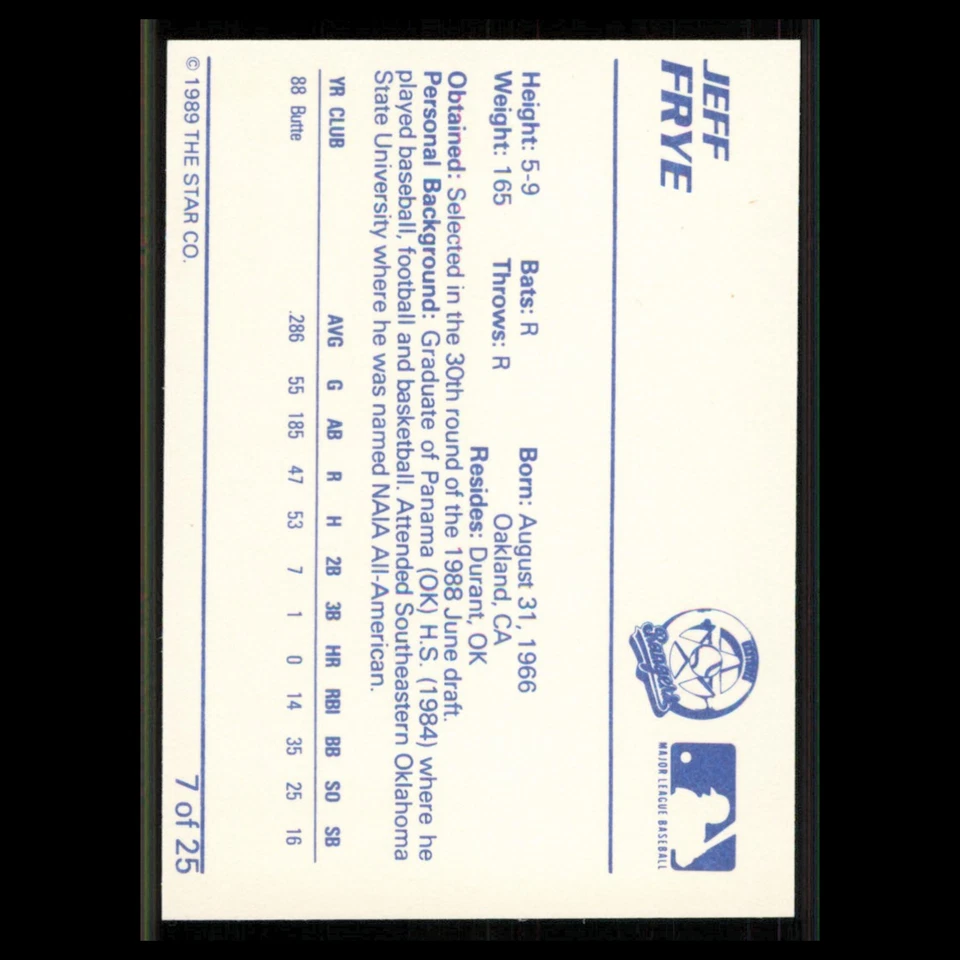 JEFF
FRYE
Rangers
MAJOR LEAGUE BASEBALL
Height: 5-9 Bats: R Born: August 31, 1966
Weight: 165 Throws: R Oakland, CA
Resides: Durant, OK
Obtained: Selected in the 30th round of the 1988 June draft.
Personal Background: Graduate of Panama (OK) H.S. (1984) where he
played baseball, football and basketball. Attended Southeastern Oklahoma
State University where he was named NAIA All-American.
YR CLUB AVG G AB R H 2B 3B HR RBI BB SO SB
88 Butte .286 55 185 47 53 7 1 0 14 35 25 16
© 1989 THE STAR CO. 7 of 25